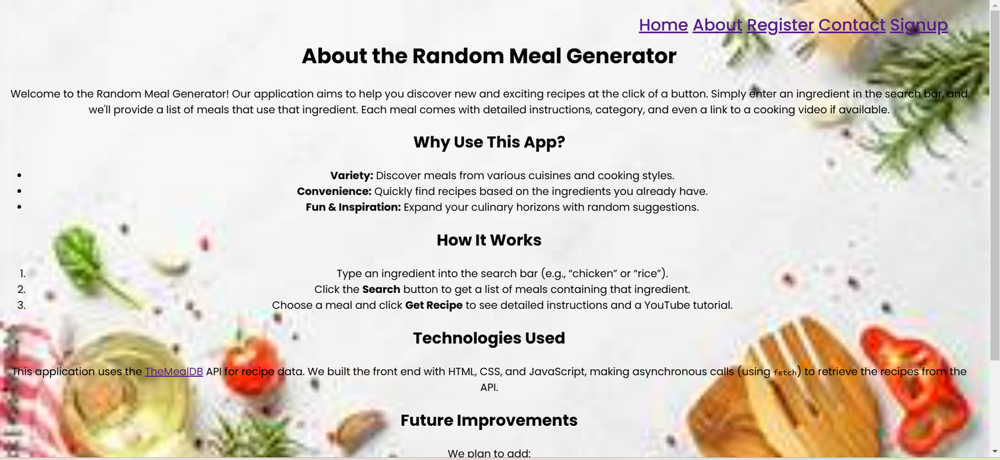 Home About Register Contact Signup
About the Random Meal Generator
Welcome to the Random Meal Generator! Our application aims to help you discover new and exciting recipes at the click of a button. Simply enter an ingredient in the search bar, and
we'll provide a list of meals that use that ingredient. Each meal comes with detailed instructions, category, and even a link to a cooking video if available.
Why Use This App?
• Variety: Discover meals from various cuisines and cooking styles.
• Convenience: Quickly find recipes based on the ingredients you already have.
• Fun & Inspiration: Expand your culinary horizons with random suggestions.
How It Works
1. Type an ingredient into the search bar (e.g., “chicken” or “rice”).
2. Click the Search button to get a list of meals containing that ingredient.
3. Choose a meal and click Get Recipe to see detailed instructions and a YouTube tutorial.
Technologies Used
This application uses the TheMealDB API for recipe data. We built the front end with HTML, CSS, and JavaScript, making asynchronous calls (using fetch) to retrieve the recipes from the
API.
Future Improvements
We plan to add: